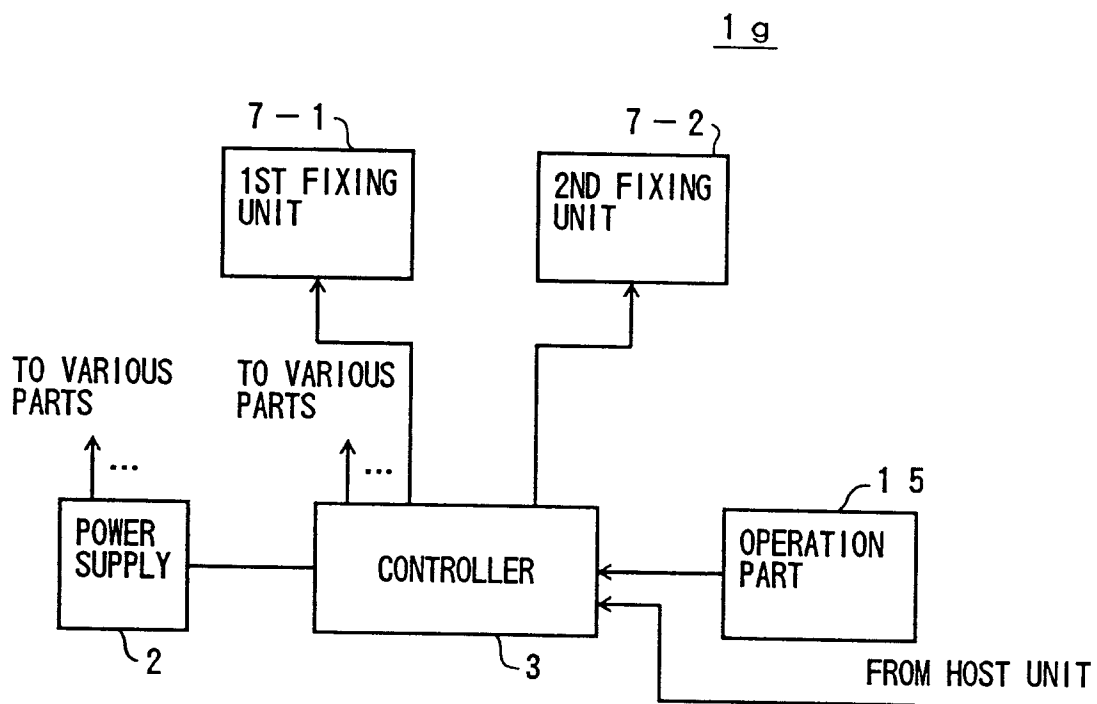 1 g
7-1
7-2
1ST FIXING
UNIT
2ND FIXING
UNIT
TO VARIOUS
PARTS
...
TO VARIOUS
PARTS
...
1 5
POWER
SUPPLY
CONTROLLER
OPERATION
PART
2
3
FROM HOST UNIT